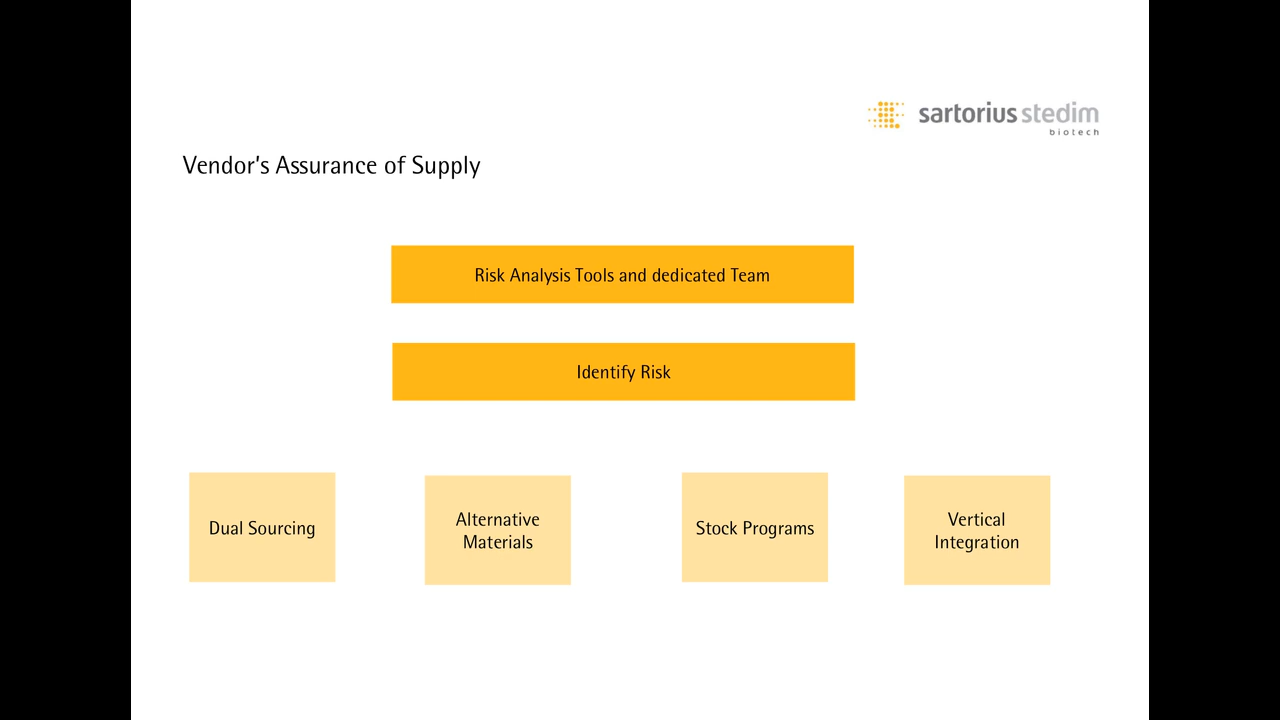 sartorius stedim
biotech
Vendor's Assurance of Supply
Risk Analysis Tools and dedicated Team
Identify Risk
Dual Sourcing
Alternative
Materials
Stock Programs
Vertical
Integration